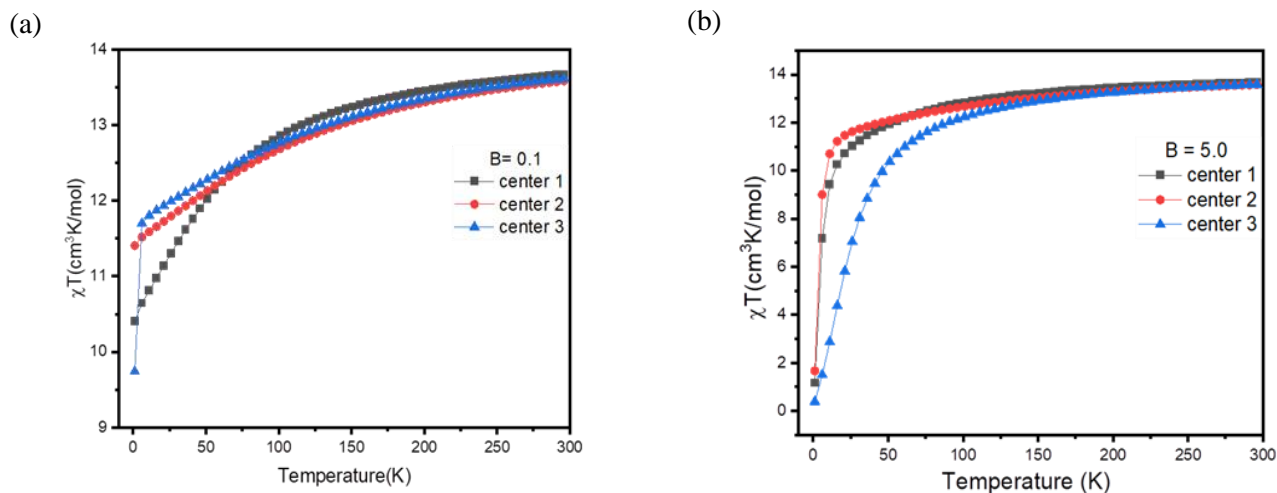 (a)
14
13
12
11
10
9
χT(cm³K/mol)
B= 0.1
center 1
center 2
center 3
0 50 100 150 200 250 300
Temperature(K)
(b)
14
12
10
8
6
4
2
0
χT(cm³K/mol)
B = 5.0
center 1
center 2
center 3
0 50 100 150 200 250 300
Temperature (K)